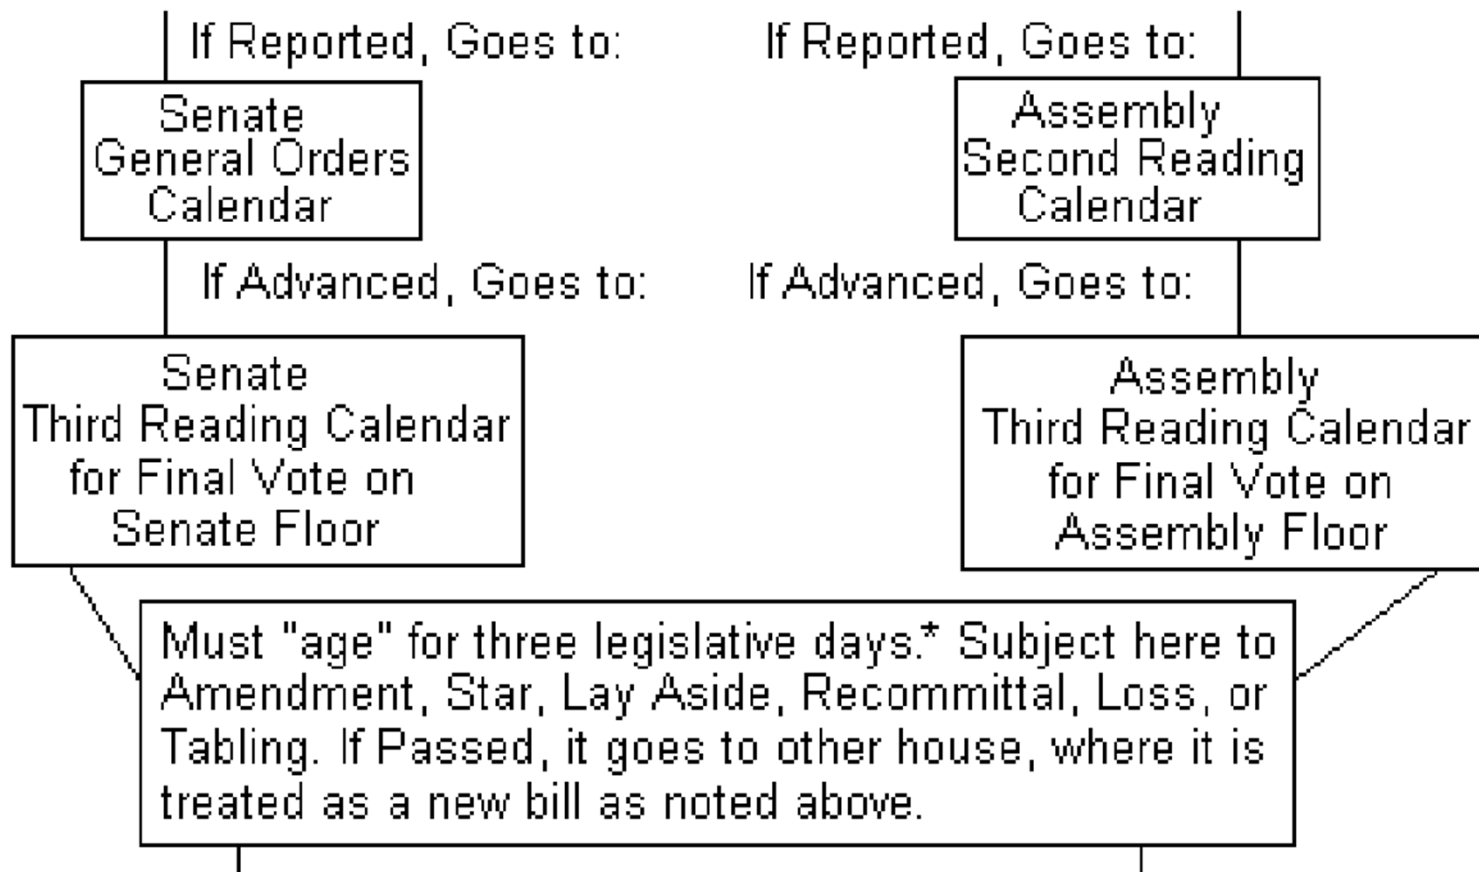 If Reported, Goes to:
If Reported, Goes to:
Senate
General Orders
Calendar
Assembly
Second Reading
Calendar
If Advanced, Goes to:
If Advanced, Goes to:
Senate
Third Reading Calendar
for Final Vote on
Senate Floor
Assembly
Third Reading Calendar
for Final Vote on
Assembly Floor
Must "age" for three legislative days.* Subject here to
Amendment, Star, Lay Aside, Recommittal, Loss, or
Tabling. If Passed, it goes to other house, where it is
treated as a new bill as noted above.